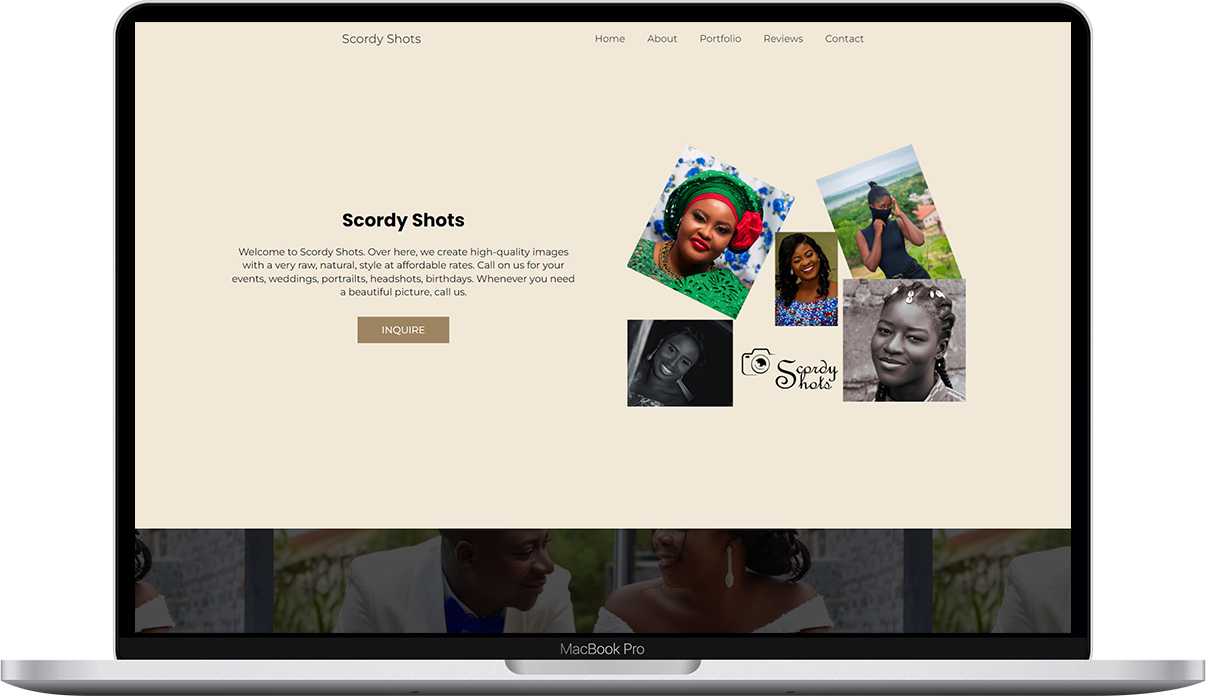 Scordy Shots
Home About Portfolio Reviews Contact
Scordy Shots
Welcome to Scordy Shots. Over here, we create high-quality images
with a very raw, natural, style at affordable rates. Call on us for your
events, weddings, portrailts, headshots, birthdays. Whenever you need
a beautiful picture, call us.
INQUIRE
Scordy
Shots
MacBook Pro